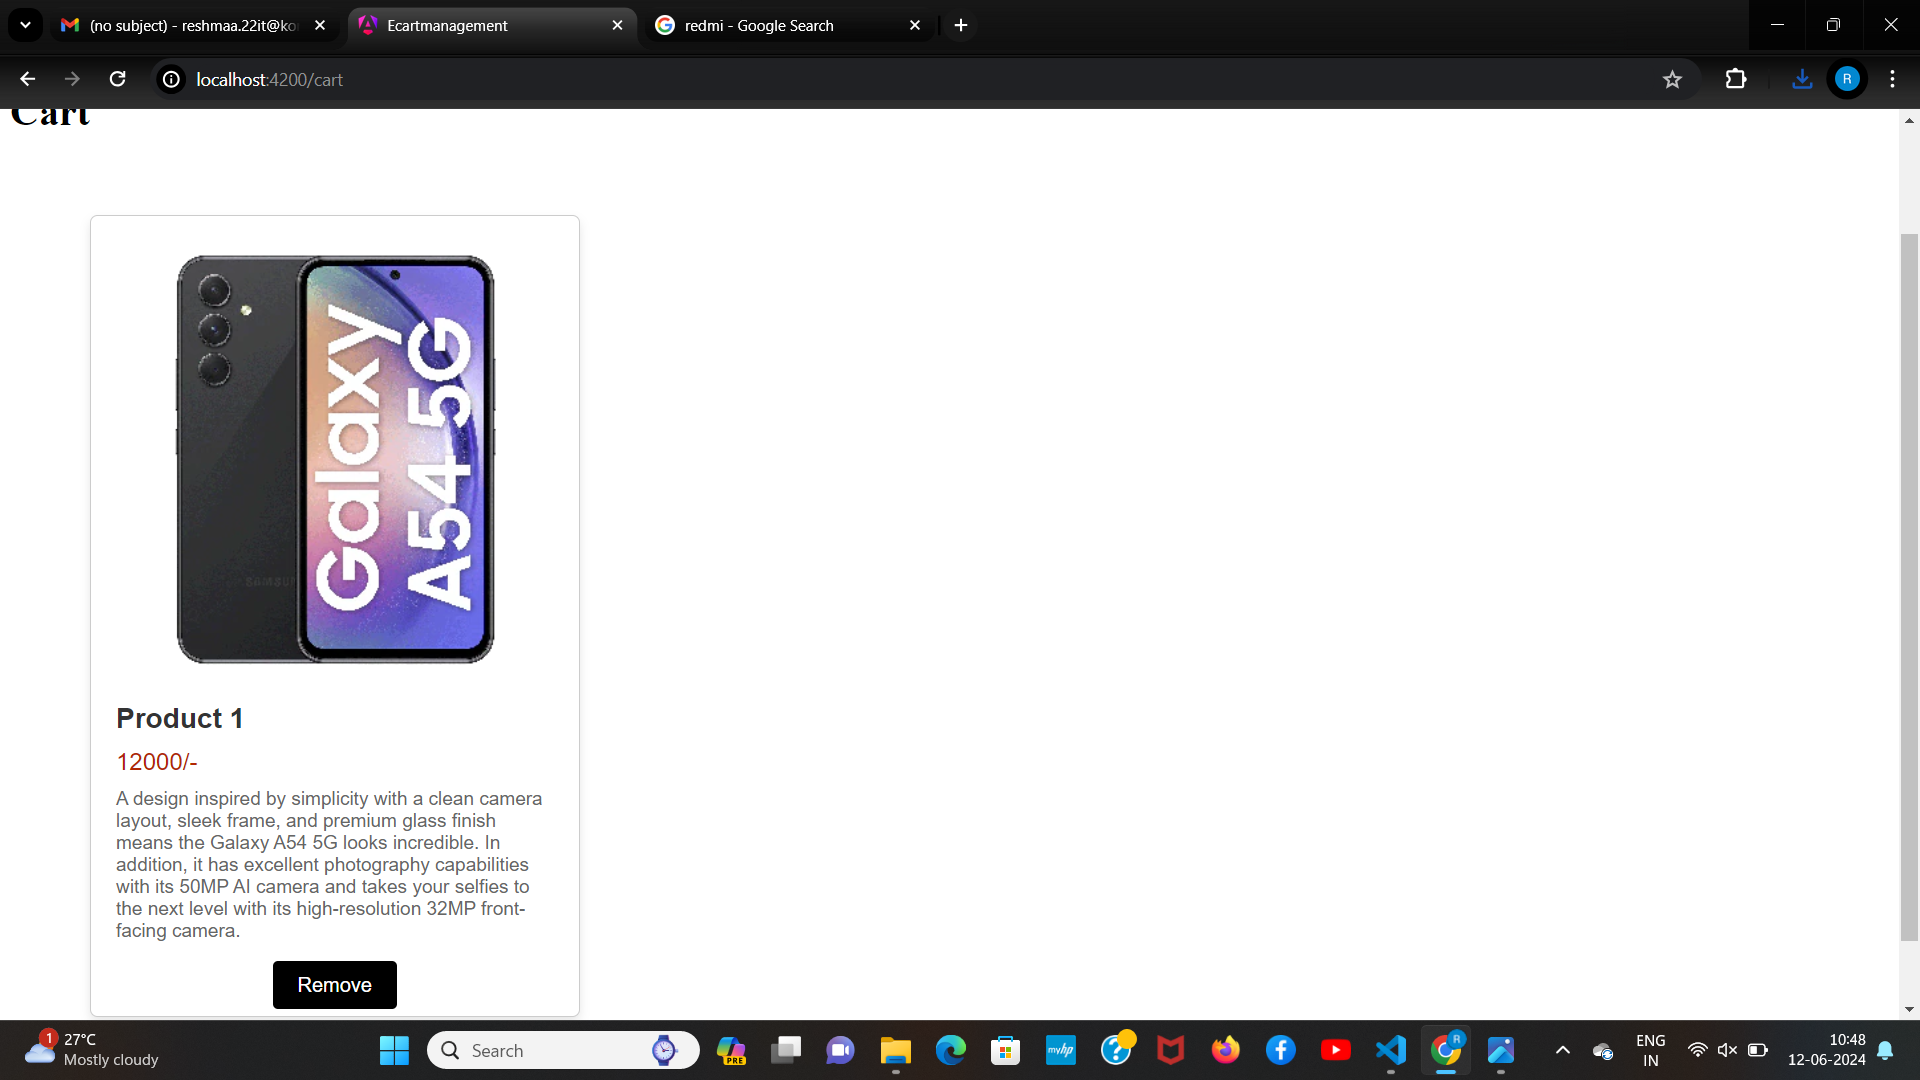 (no subject) - reshmaa.22it@ko
Ecartmanagement
redmi - Google Search
localhost:4200/cart
R
Cart
Galaxy
A54 5G
SAMSUN
Product 1
12000/-
A design inspired by simplicity with a clean camera
layout, sleek frame, and premium glass finish
means the Galaxy A54 5G looks incredible. In
addition, it has excellent photography capabilities
with its 50MP AI camera and takes your selfies to
the next level with its high-resolution 32MP front-
facing camera.
Remove
1
27°C
Mostly cloudy
Search
PRE
myhp
R
ENG
IN
10:48
12-06-2024